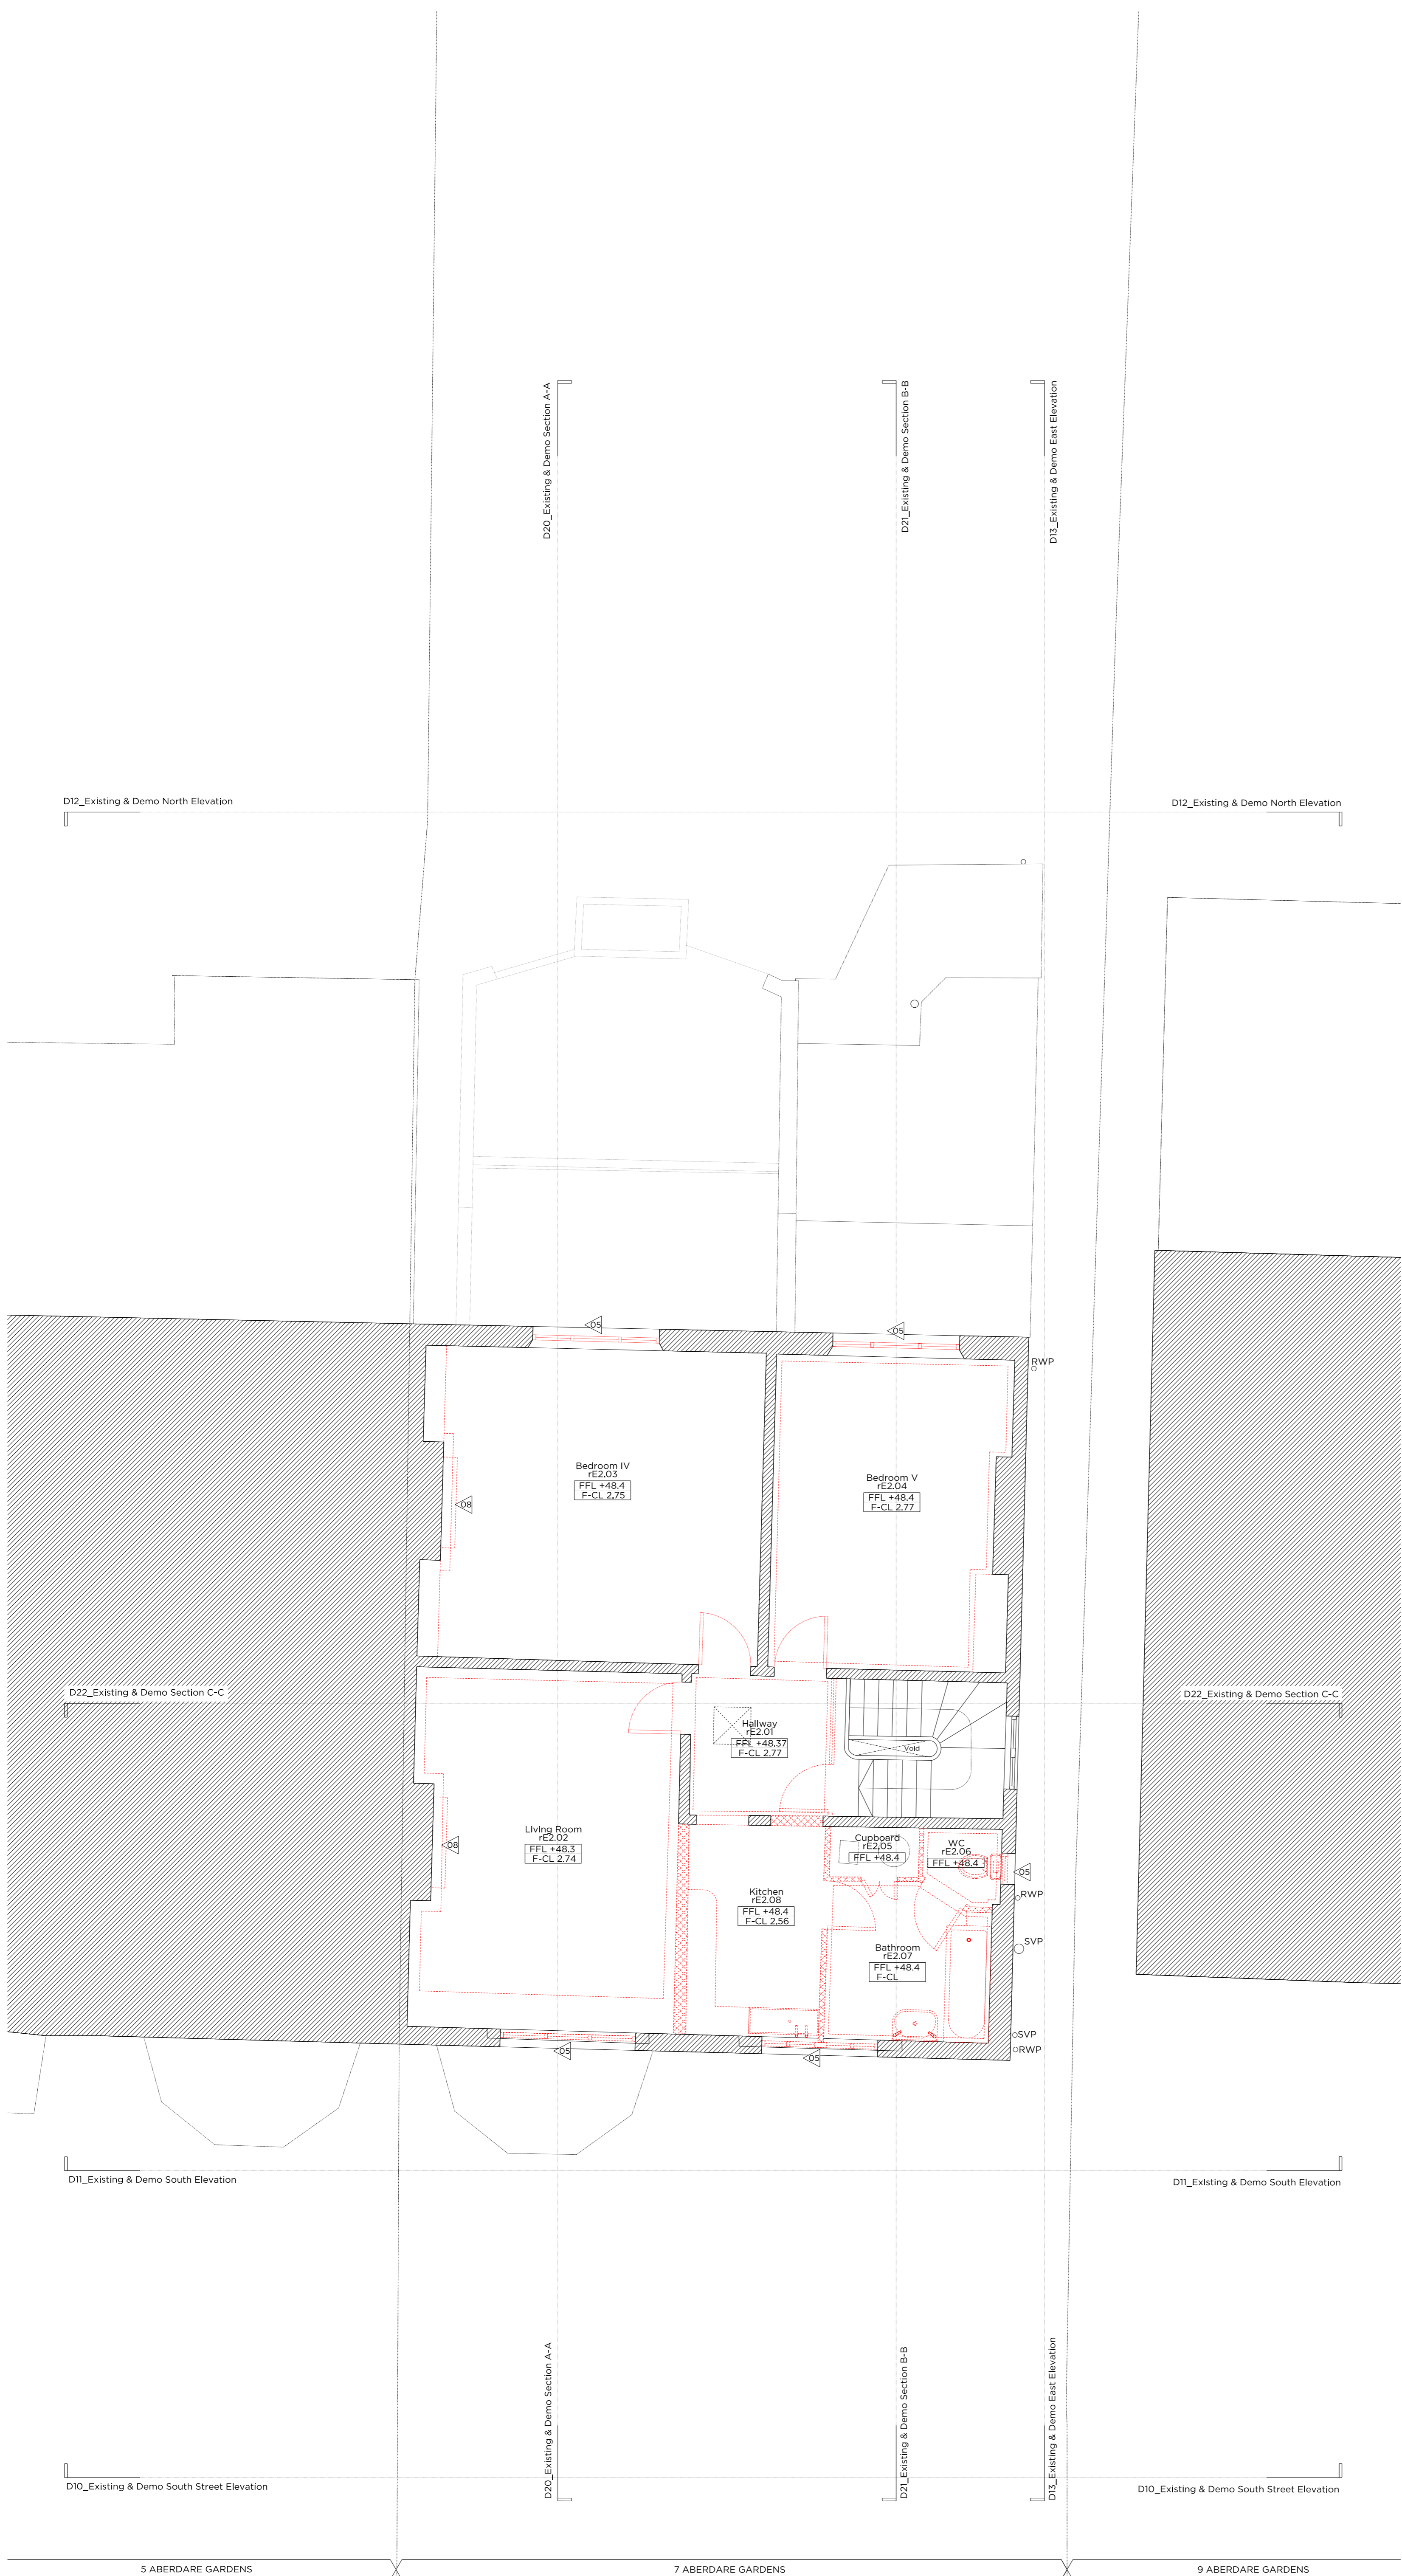 D20_Existing & Demo Section A-A
D21_Existing & Demo Section B-B
D13_Existing & Demo East Elevation
D12_Existing & Demo North Elevation
D12_Existing & Demo North Elevation
05
05
RWP
Bedroom IV
rE2.03
FFL +48.4
F-CL 2.75
Bedroom V
rE2.04
FFL +48.4
F-CL 2.77
08
D22_Existing & Demo Section C-C
D22_Existing & Demo Section C-C
Hallway
rE2.01
FFL +48.37
F-CL 2.77
Void
Living Room
rE2.02
FFL +48.3
F-CL 2.74
08
Cupboard
rE2.05
FFL +48.4
WC
rE2.06
FFL +48.4
05
RWP
Kitchen
rE2.08
FFL +48.4
F-CL 2.56
Bathroom
rE2.07
FFL +48.4
F-CL
SVP
SVP
RWP
05
05
D11_Existing & Demo South Elevation
D11_Existing & Demo South Elevation
D20_Existing & Demo Section A-A
D21_Existing & Demo Section B-B
D13_Existing & Demo East Elevation
D10_Existing & Demo South Street Elevation
D10_Existing & Demo South Street Elevation
5 ABERDARE GARDENS
7 ABERDARE GARDENS
9 ABERDARE GARDENS